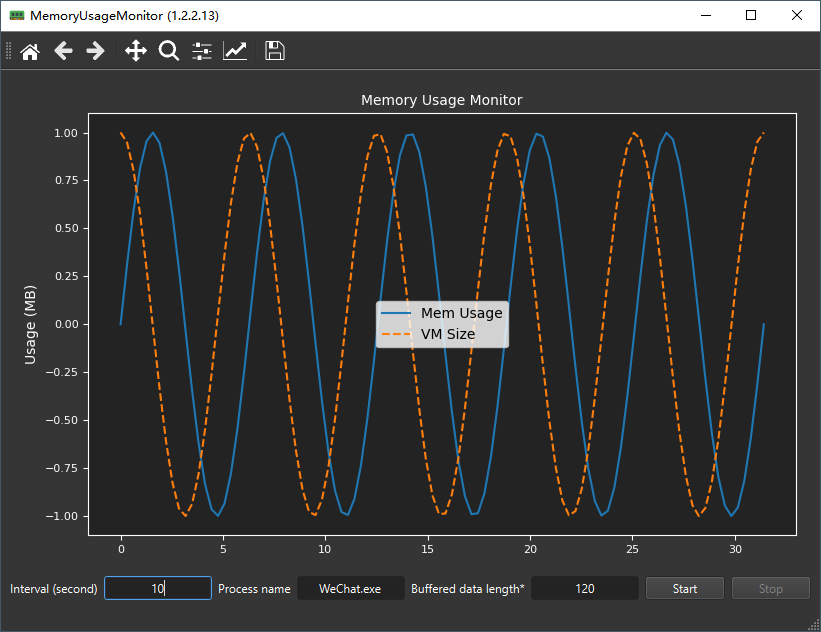 MemoryUsageMonitor (1.2.2.13)
Memory Usage Monitor
1.00
0.75
0.50
0.25
0.00
−0.25
−0.50
−0.75
−1.00
Usage (MB)
Mem Usage
VM Size
0 5 10 15 20 25 30
Interval (second) 10 Process name WeChat.exe Buffered data length* 120 Start Stop